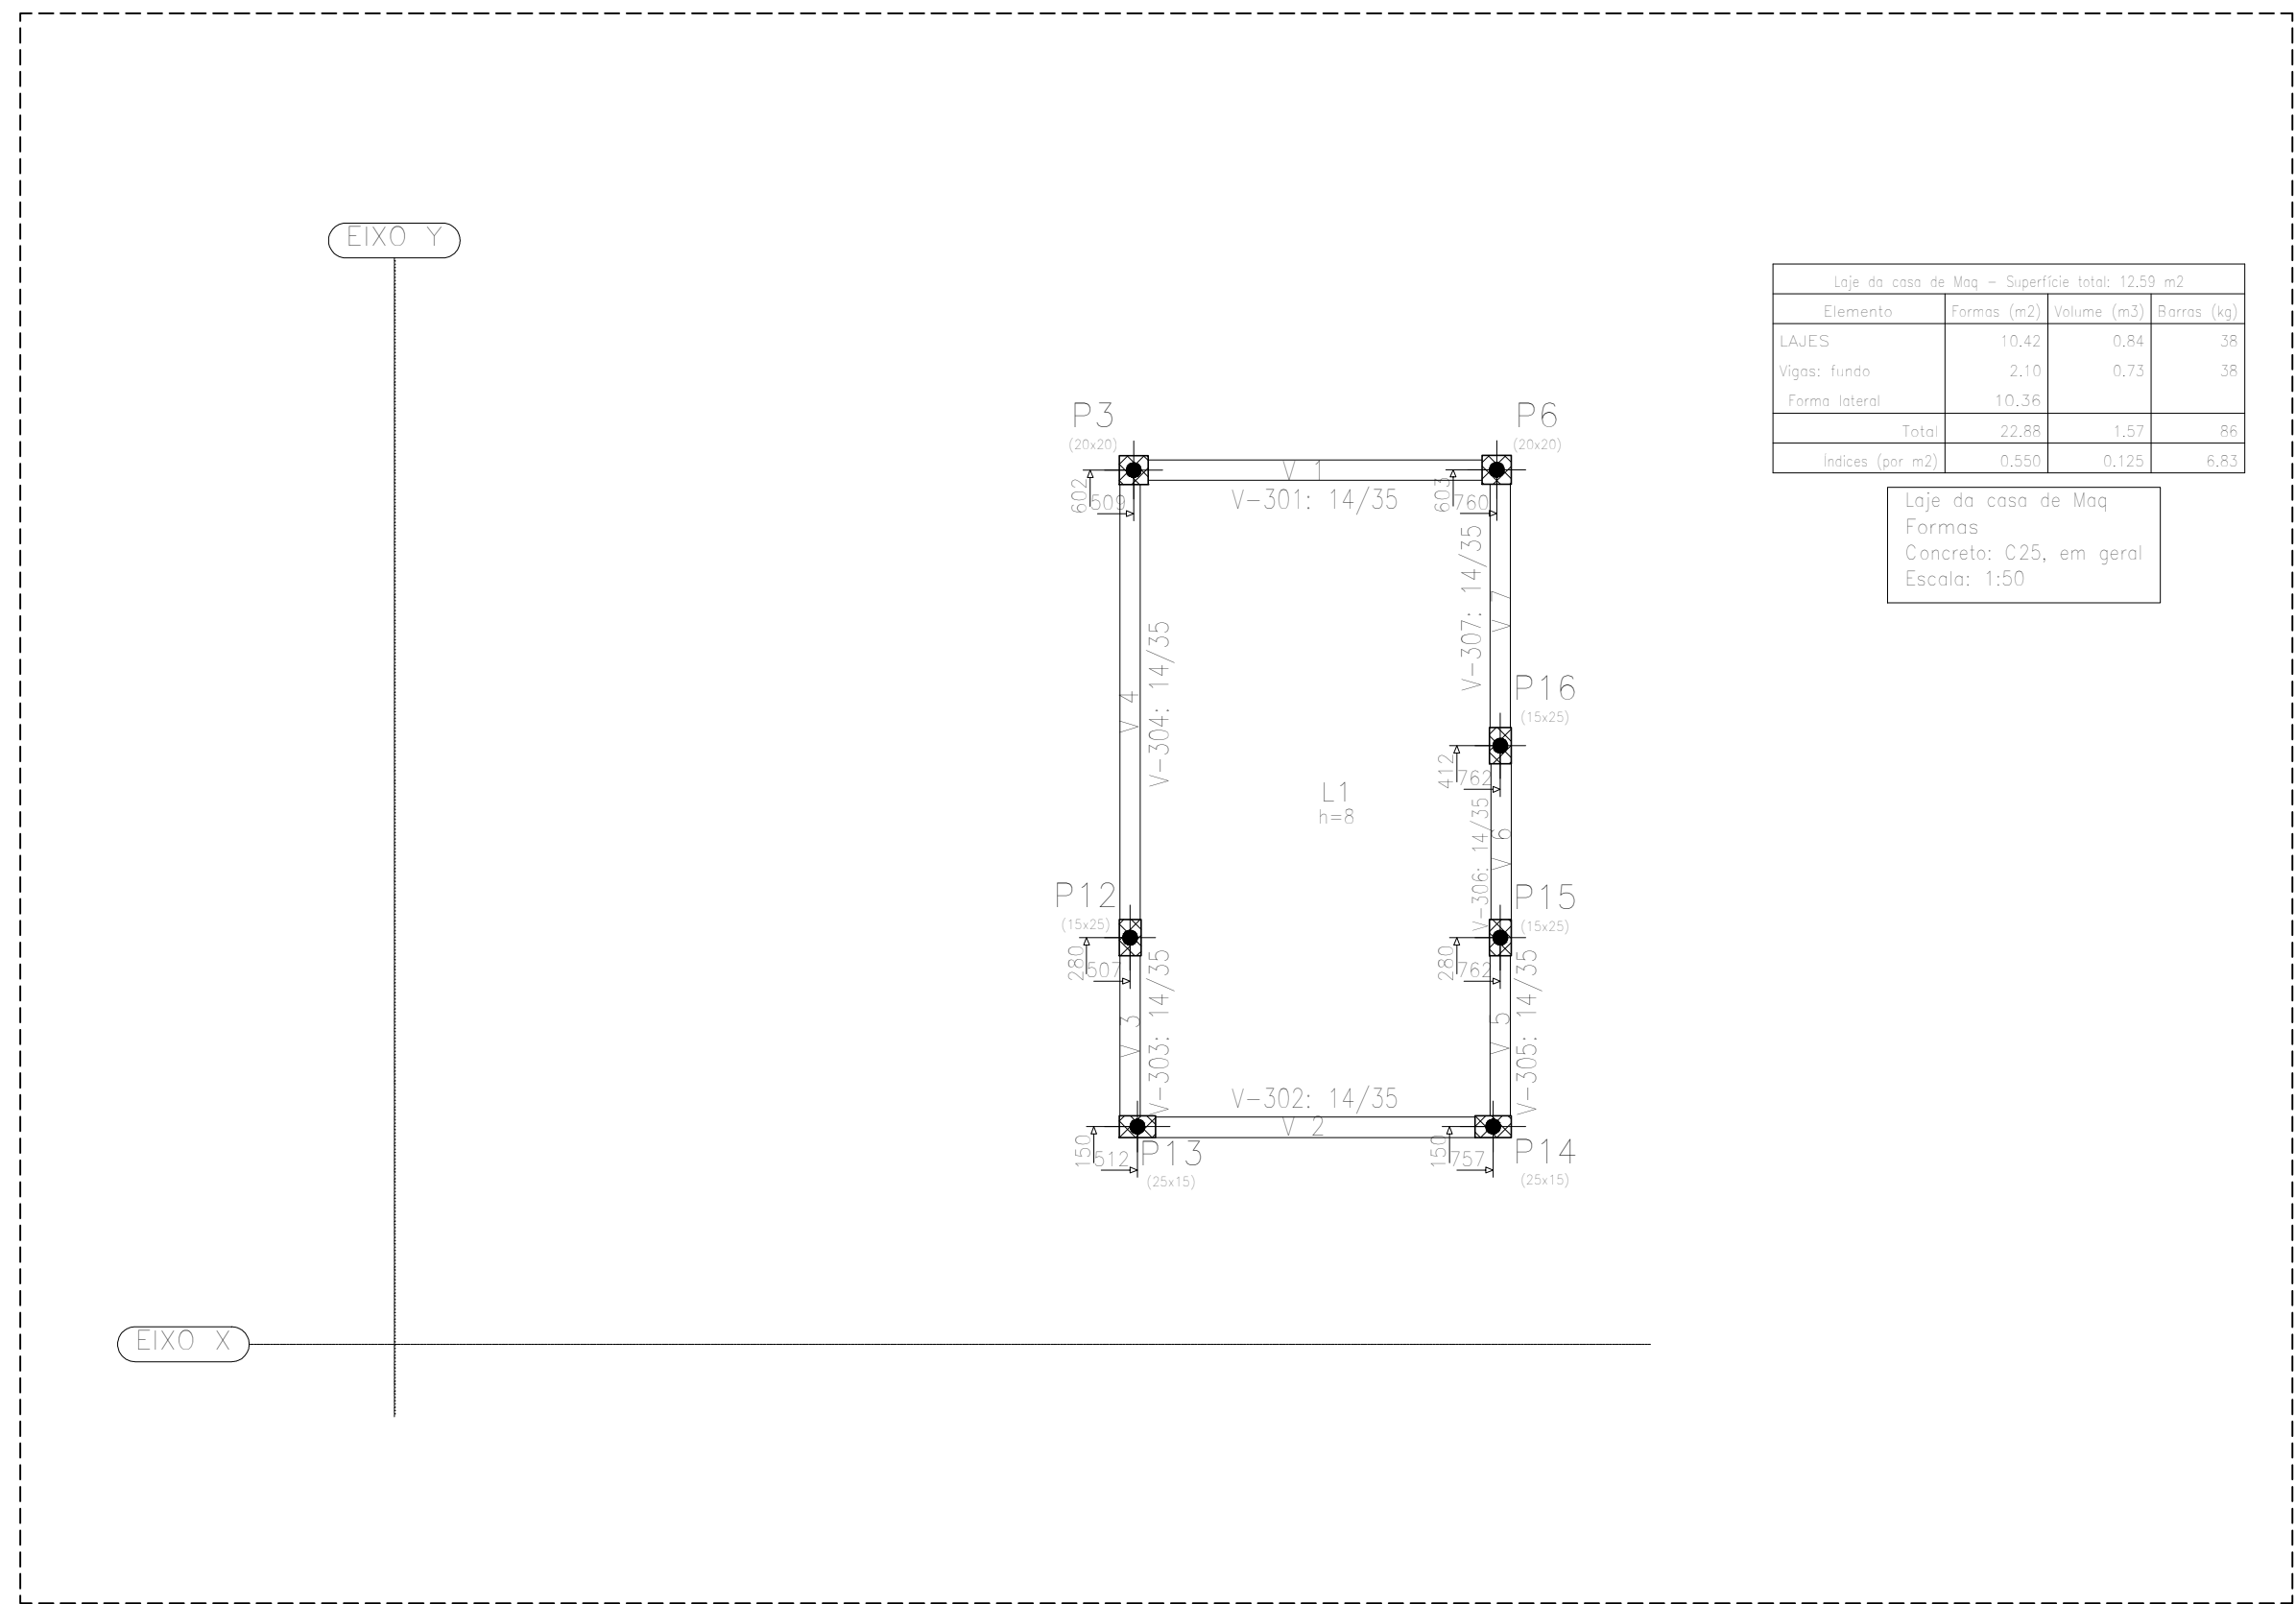 EIXO Y
Laje da casa de Maq - Superfície total: 12.59 m2
Elemento Formas (m2) Volume (m3) Barras (kg)
LAJES 10.42 0.84 38
Vigas: fundo 2.10 0.73 38
Forma lateral 10.36
Total 22.88 1.57 86
Índices (por m2) 0.550 0.125 6.83
Laje da casa de Maq
Formas
Concreto: C25, em geral
Escala: 1:50
P3
(20x20)
P6
(20x20)
V 1
V-301: 14/35
602
509
603
760
V-307: 14/35
V 7
V 4
V-304: 14/35
P16
(15x25)
412
762
L1
h=8
V-306: 14/35
V 6
P12
(15x25)
P15
(15x25)
280
507
280
762
V 3
V-303: 14/35
V 5
V-305: 14/35
V-302: 14/35
V 2
150
512
P13
(25x15)
150
757
P14
(25x15)
EIXO X